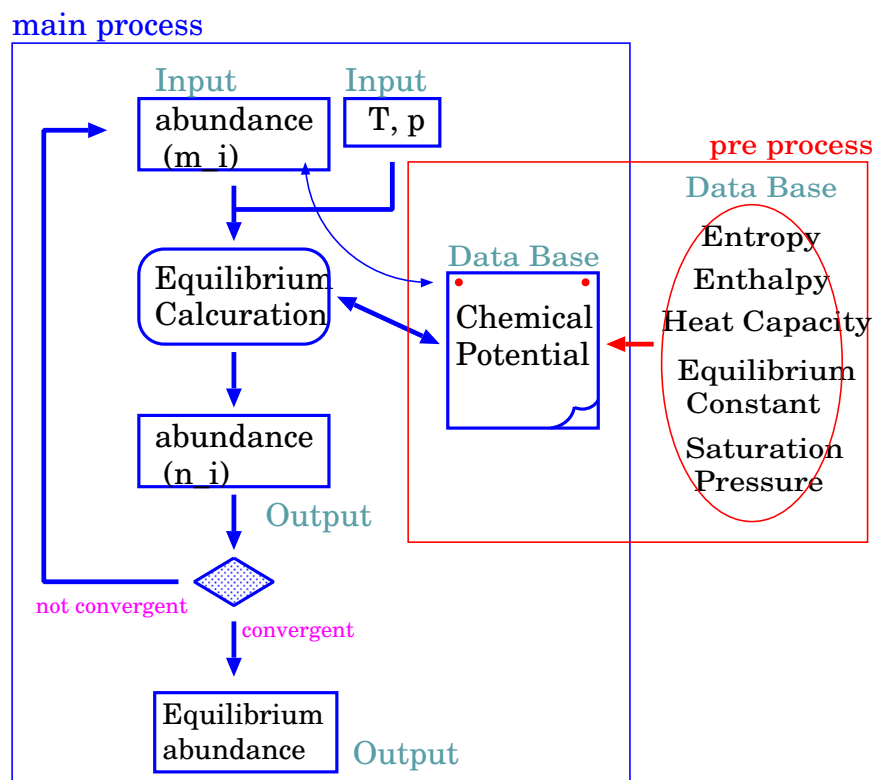 main process
Input
Input
abundance
(m_i)
T, p
pre process
Data Base
Entropy
Enthalpy
Heat Capacity
Equilibrium
Constant
Saturation
Pressure
Data Base
Chemical
Potential
Equilibrium
Calcuration
abundance
(n_i)
Output
not convergent
convergent
Equilibrium
abundance
Output